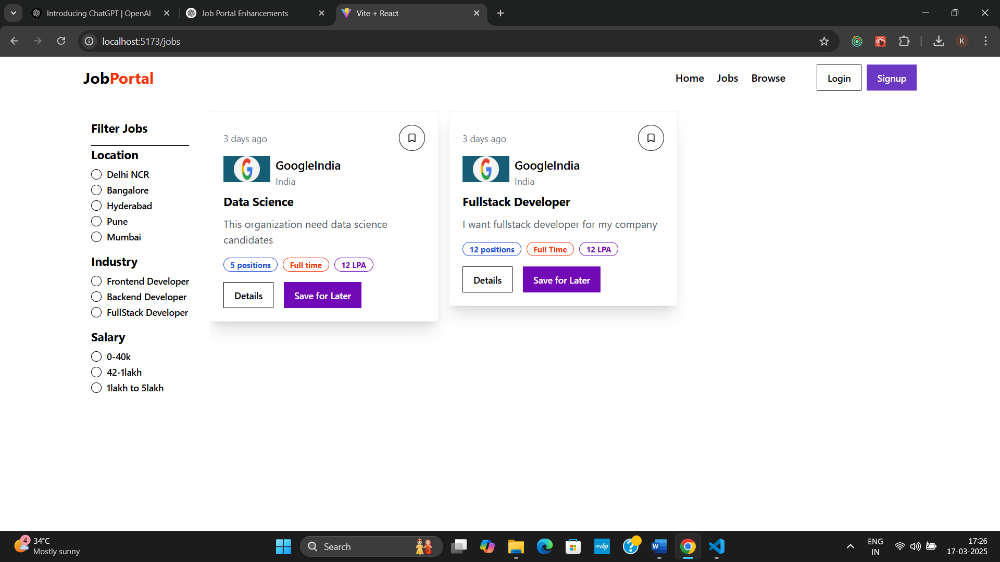 Introducing ChatGPT | OpenAI
Job Portal Enhancements
Vite + React
localhost:5173/jobs
K
JobPortal
Home
Jobs
Browse
Login
Signup
Filter Jobs
Location
Delhi NCR
Bangalore
Hyderabad
Pune
Mumbai
Industry
Frontend Developer
Backend Developer
FullStack Developer
Salary
0-40k
42-1lakh
1lakh to 5lakh
3 days ago
GoogleIndia
India
Data Science
This organization need data science
candidates
5 positions
Full time
12 LPA
Details
Save for Later
3 days ago
GoogleIndia
India
Fullstack Developer
I want fullstack developer for my company
12 positions
Full Time
12 LPA
Details
Save for Later
4
34°C
Mostly sunny
Search
myhp
W
ENG
IN
17:26
17-03-2025